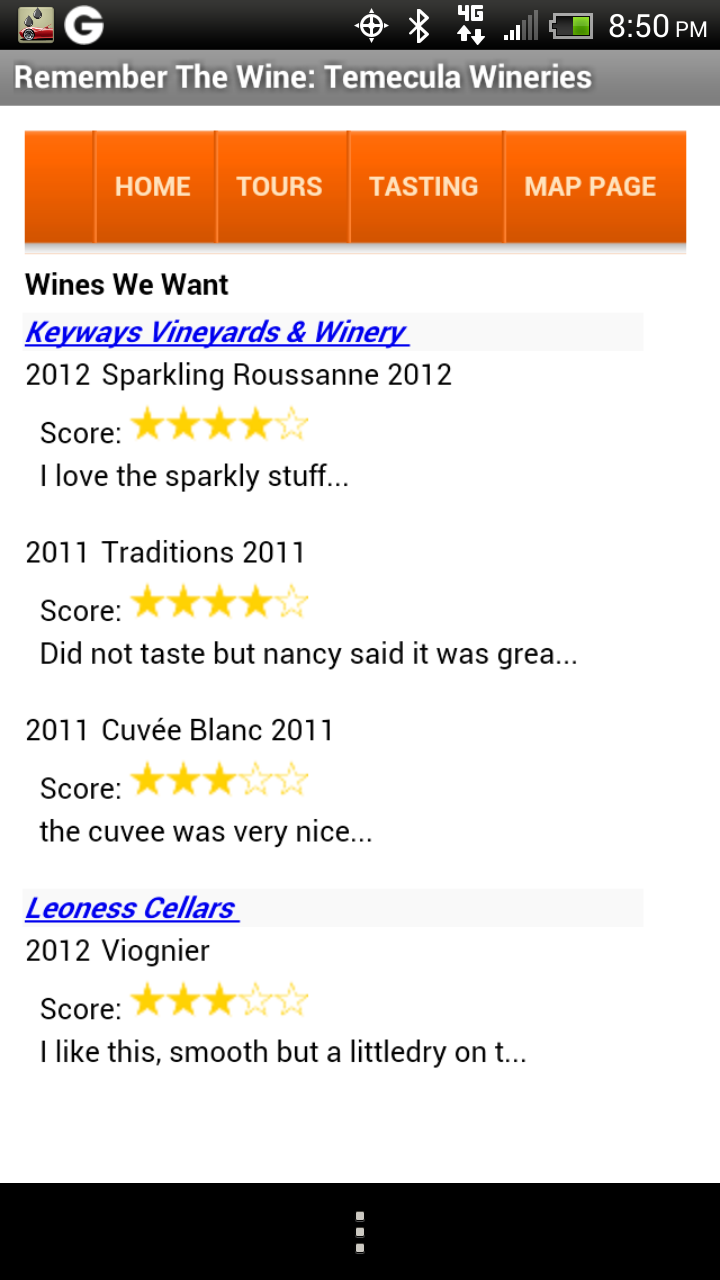 G 4G 8:50 PM
Remember The Wine: Temecula Wineries
HOME TOURS TASTING MAP PAGE
Wines We Want
Keyways Vineyards & Winery
2012 Sparkling Roussanne 2012
Score:
I love the sparkly stuff...
2011 Traditions 2011
Score:
Did not taste but nancy said it was grea...
2011 Cuvée Blanc 2011
Score:
the cuvee was very nice...
Leoness Cellars
2012 Viognier
Score:
I like this, smooth but a littledry on t...